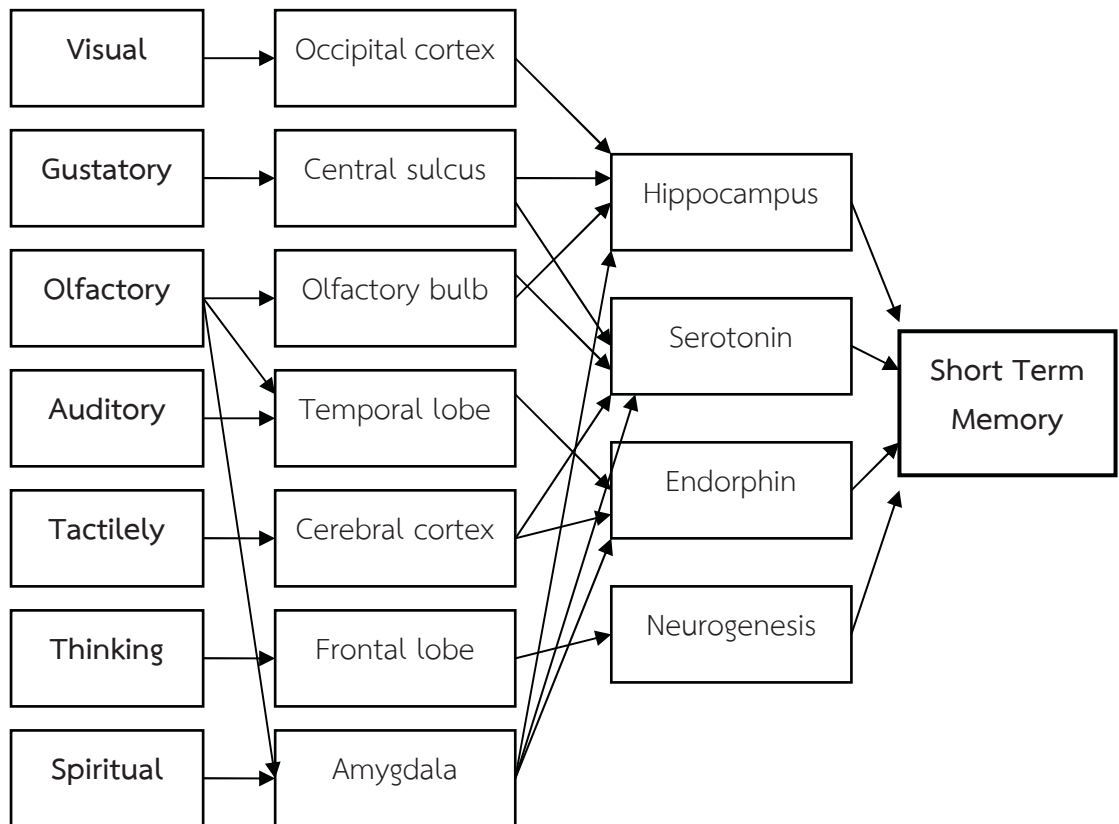 Visual
Occipital cortex
Gustatory
Central sulcus
Hippocampus
Olfactory
Olfactory bulb
Serotonin
Auditory
Temporal lobe
Short Term
Memory
Tactilely
Cerebral cortex
Endorphin
Thinking
Frontal lobe
Neurogenesis
Spiritual
Amygdala